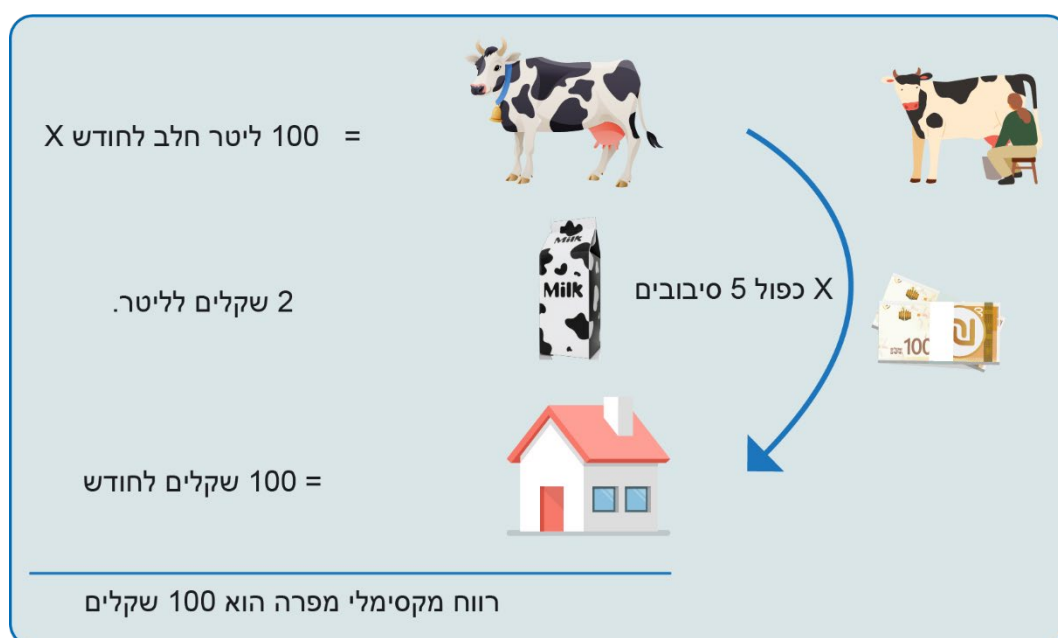 = 100 ליטר חלב לחודש X
Milk
Milk
X כפול 5 סיבובים
2 שקלים לליטר.
100
= 100 שקלים לחודש
רווח מקסימלי מפרה הוא 100 שקלים